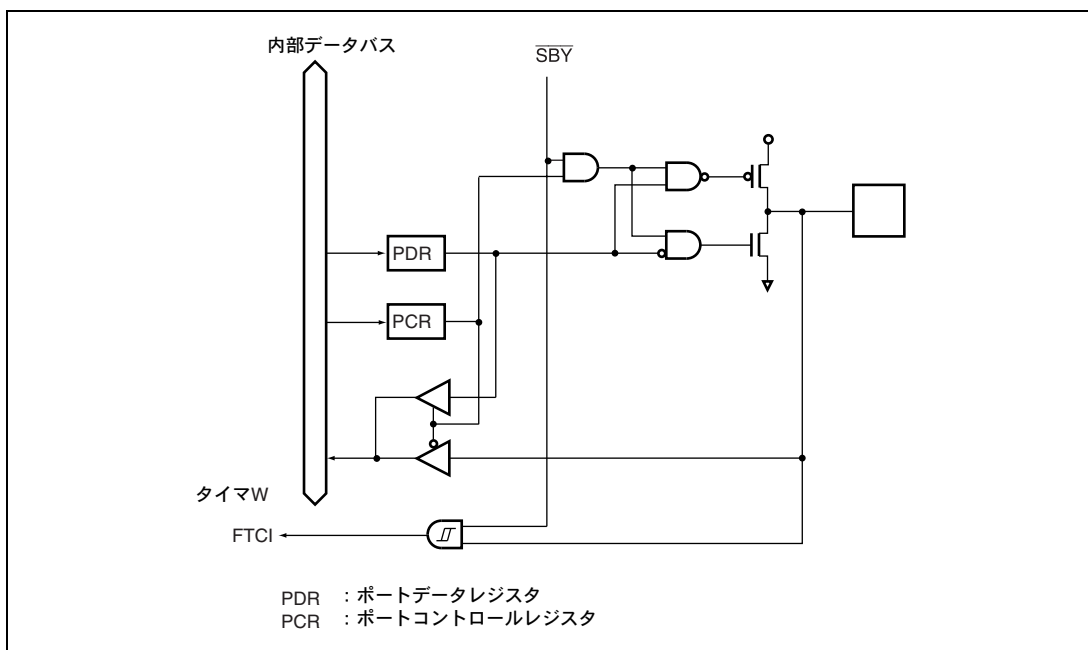 内部データバス
S̅B̅Y̅
PDR
PCR
タイマW
FTCI
PDR ：ポートデータレジスタ
PCR ：ポートコントロールレジスタ